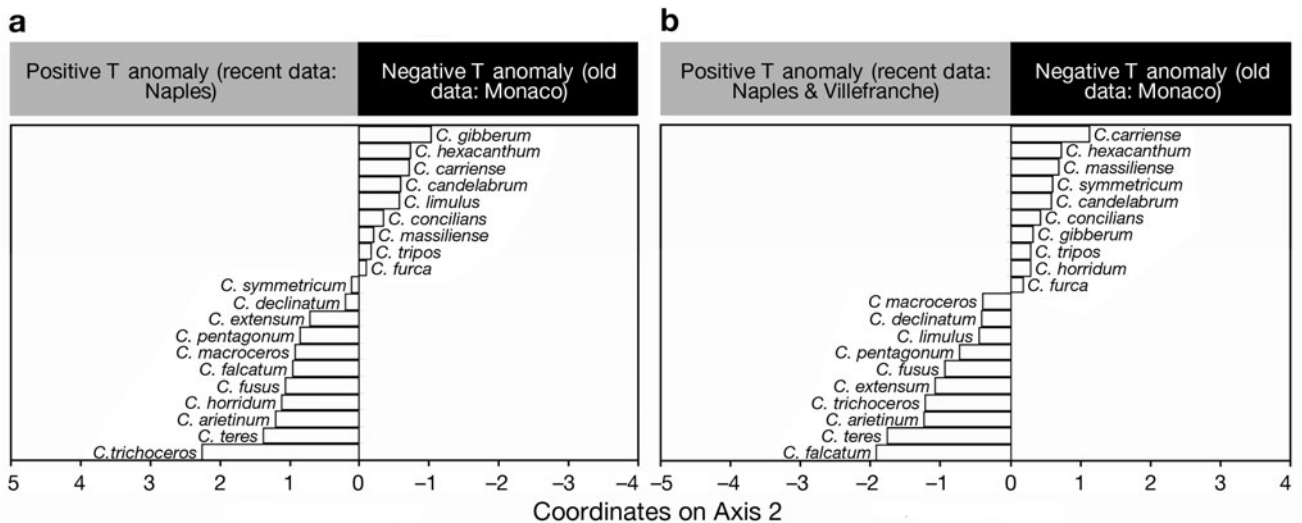 a
Positive T anomaly (recent data:
Naples)
Negative T anomaly (old
data: Monaco)
C. gibberum
C. hexacanthum
C. carriense
C. candelabrum
C. limulus
C. concilians
C. massiliense
C. tripos
C. furca
C. symmetricum
C. declinatum
C. extensum
C. pentagonum
C. macroceros
C. falcatum
C. fusus
C. horridum
C. arietinum
C. teres
C.trichoceros
5 4 3 2 1 0 –1 –2 –3 –4
b
Positive T anomaly (recent data:
Naples & Villefranche)
Negative T anomaly (old
data: Monaco)
C.carriense
C. hexacanthum
C. massiliense
C. symmetricum
C. candelabrum
C. concilians
C. gibberum
C. tripos
C. horridum
C. furca
C macroceros
C. declinatum
C. limulus
C. pentagonum
C. fusus
C. extensum
C. trichoceros
C. arietinum
C. teres
C. falcatum
–5 –4 –3 –2 –1 0 1 2 3 4
Coordinates on Axis 2